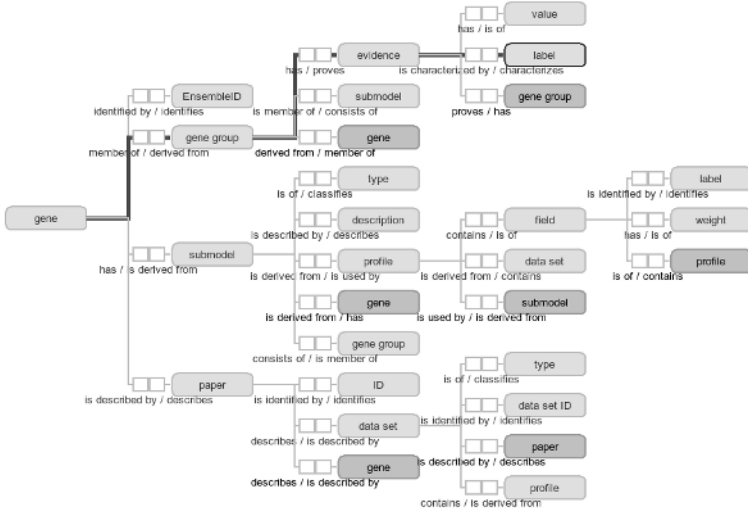 value
has / is of
evidence
label
has / proves
is characterized by / characterizes
EnsembleID
submodel
gene group
identified by / identifies
is member of / consists of
proves / has
gene group
gene
member of / derived from
derived from / member of
type
label
is of / classifies
is identified by / identifies
gene
description
field
weight
is described by / describes
contains / is of
has / is of
submodel
profile
data set
profile
has / is derived from
is derived from / is used by
is derived from / contains
is of / contains
gene
submodel
is derived from / has
is used by / is derived from
gene group
consists of / is member of
type
paper
ID
is of / classifies
is described by / describes
is identified by / identifies
data set ID
data set
is identified by / identifies
describes / is described by
paper
gene
is described by / describes
describes / is described by
profile
contains / is derived from